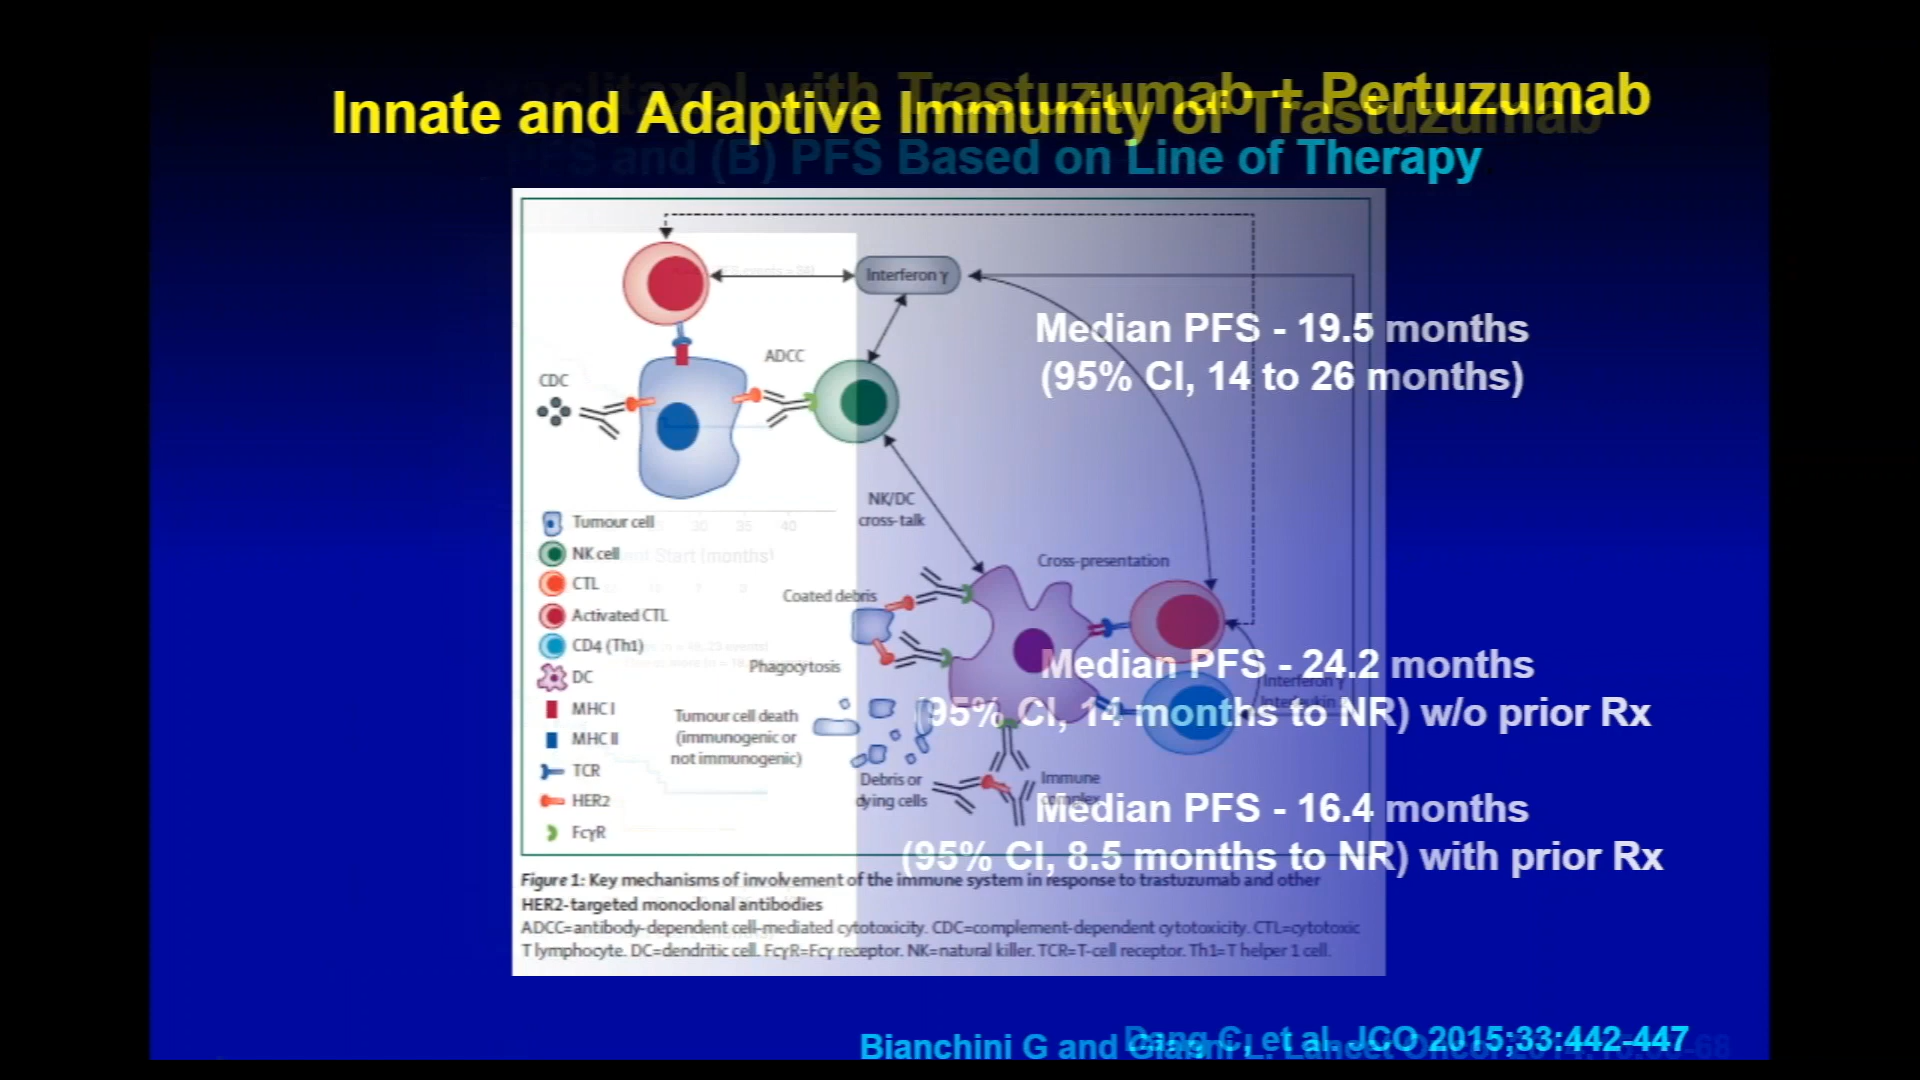 paclitaxel with Trastuzumab + Pertuzumab
Innate and Adaptive Immunity of Trastuzumab
PFS and (B) PFS Based on Line of Therapy
Interferon γ
Median PFS - 19.5 months
(95% CI, 14 to 26 months)
ADCC
CDC
NK/DC
cross-talk
Tumour cell
30 35 40
NK cell
Start (months)
CTL
Activated CTL
CD4 (Th1)
DC
MHC I
MHC II
TCR
HER2
FcγR
Cross-presentation
Coated debris
Phagocytosis
Median PFS - 24.2 months
(95% CI, 14 months to NR) w/o prior Rx
Interferon γ
Tumour cell death
(immunogenic or
not immunogenic)
Debris or
dying cells
Immune
complex
Median PFS - 16.4 months
(95% CI, 8.5 months to NR) with prior Rx
Figure 1: Key mechanisms of involvement of the immune system in response to trastuzumab and other
HER2-targeted monoclonal antibodies
ADCC=antibody-dependent cell-mediated cytotoxicity. CDC=complement-dependent cytotoxicity. CTL=cytotoxic
T lymphocyte. DC=dendritic cell. FcγR=Fcγ receptor. NK=natural killer. TCR=T-cell receptor. Th1=T helper 1 cell.
Dang C, et al. JCO 2015;33:442-447
Bianchini G and Gianni L. Lancet Oncol